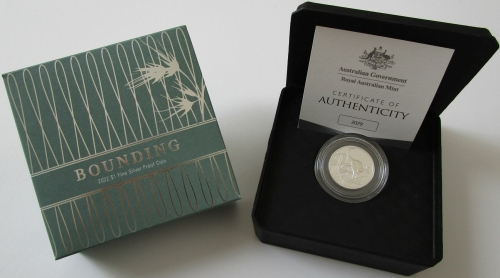 BOUNDING
2022 $1 Fine Silver Proof Coin
Australian Government
Royal Australian Mint
CERTIFICATE OF
AUTHENTICITY